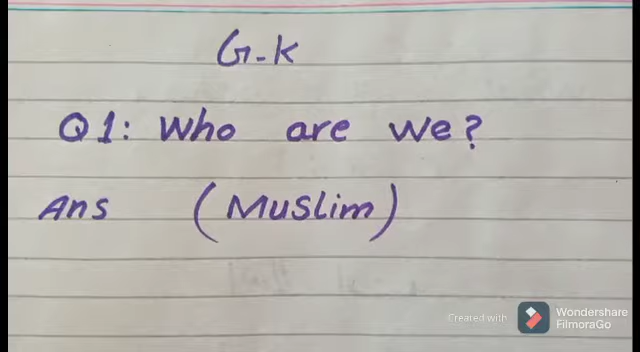 G-K
Q1: Who are we?
Ans (Muslim)
Created with Wondershare
FilmoraGo